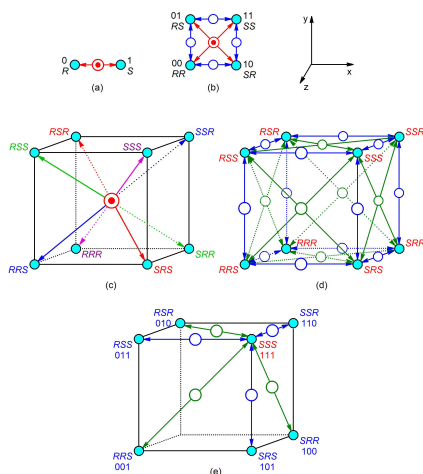 01
11
RS
SS
y
0
1
R
S
00
10
RR
SR
x
z
(a)
(b)
RSR
SSR
RSS
SSS
RRS
RRR
SRS
SRR
(c)
RSR
SSR
RSS
SSS
RRR
SRR
RRS
SRS
(d)
RSR
010
SSR
110
RSS
011
SSS
111
RRS
001
SRS
101
SRR
100
(e)